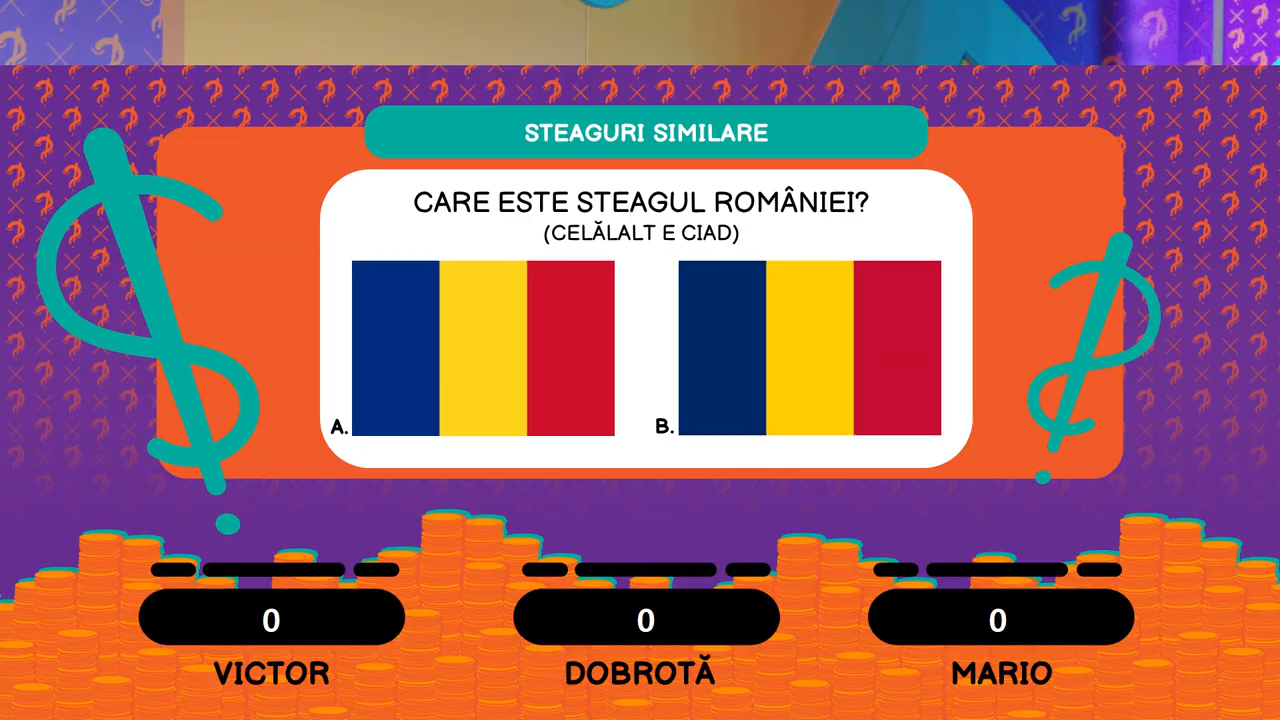 STEAGURI SIMILARE
CARE ESTE STEAGUL ROMÂNIEI?
(CELĂLALT E CIAD)
A.
B.
0
0
0
VICTOR
DOBROTĂ
MARIO